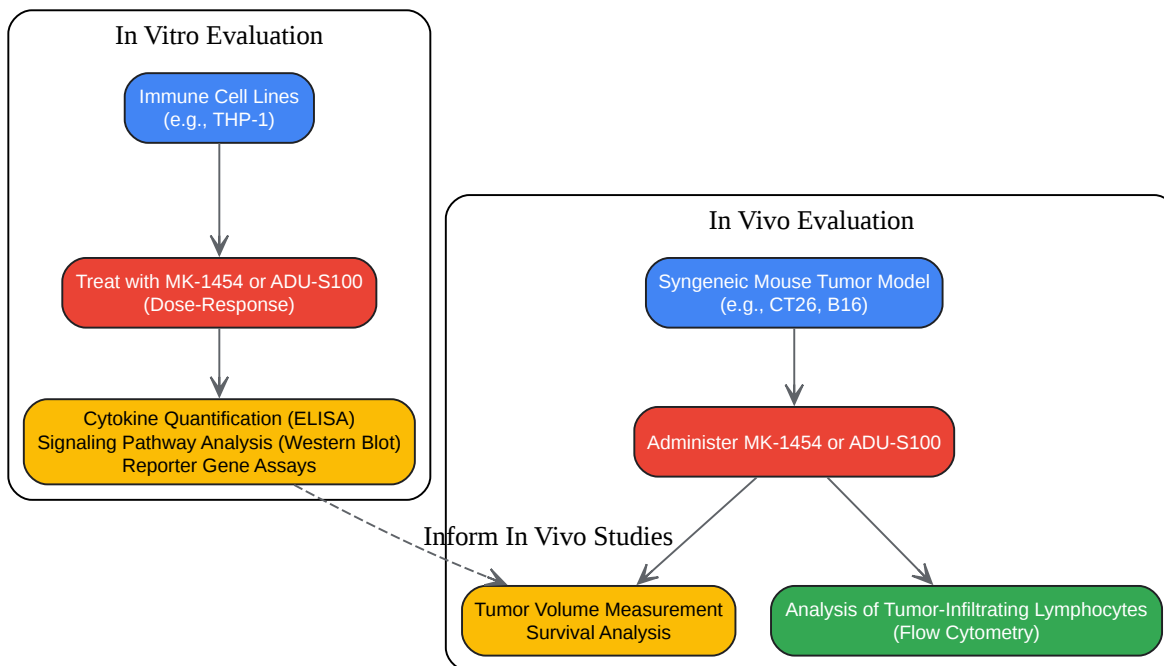 In Vitro Evaluation
Immune Cell Lines
(e.g., THP-1)
Treat with MK-1454 or ADU-S100
(Dose-Response)
Cytokine Quantification (ELISA)
Signaling Pathway Analysis (Western Blot)
Reporter Gene Assays
Inform In Vivo Studies
In Vivo Evaluation
Syngeneic Mouse Tumor Model
(e.g., CT26, B16)
Administer MK-1454 or ADU-S100
Tumor Volume Measurement
Survival Analysis
Analysis of Tumor-Infiltrating Lymphocytes
(Flow Cytometry)